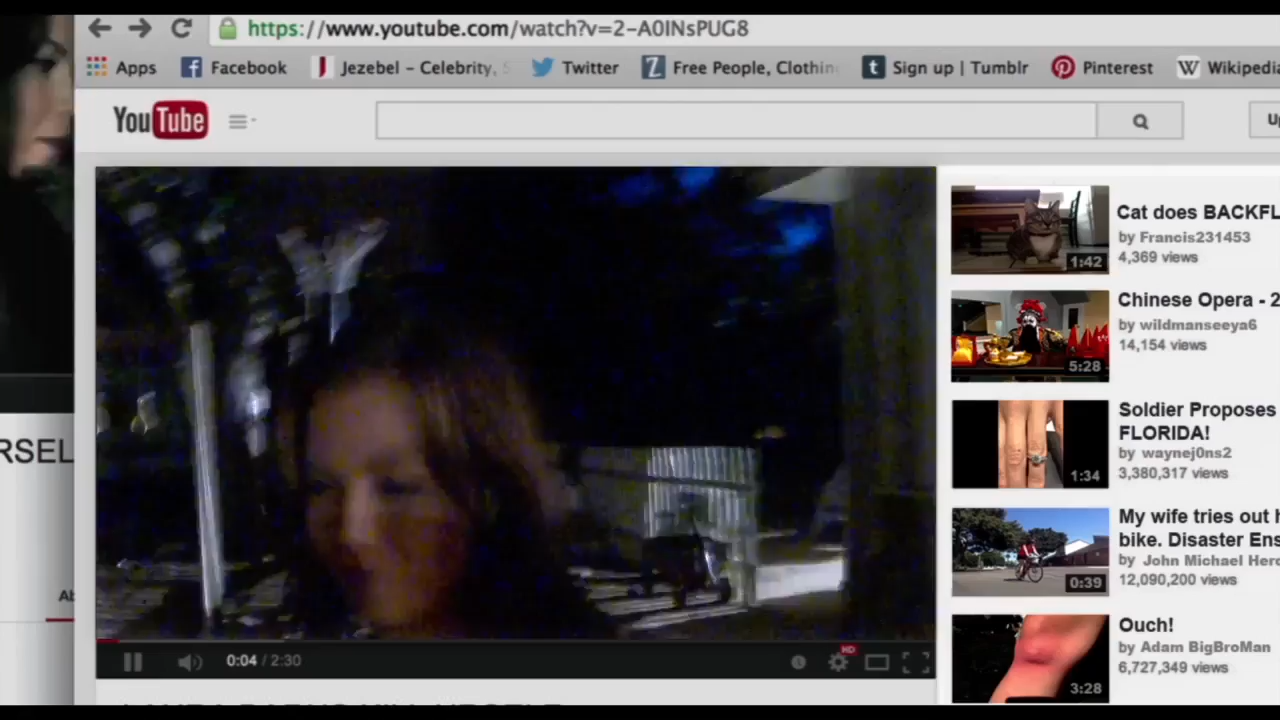 https://www.youtube.com/watch?v=2-A0INsPUG8
Apps
Facebook
Jezebel – Celebrity,
Twitter
Free People, Clothin
Sign up | Tumblr
Pinterest
W Wikipedia
YouTube
Up
Cat does BACKFL
by Francis231453
4,369 views
1:42
Chinese Opera - 2
by wildmanseeya6
14,154 views
5:28
Soldier Proposes
FLORIDA!
by waynej0ns2
3,380,317 views
1:34
My wife tries out h
bike. Disaster Ens
by John Michael Herc
12,090,200 views
0:39
Ouch!
by Adam BigBroMan
6,727,349 views
3:28
RSEL
Ab
0:04 / 2:30
HD